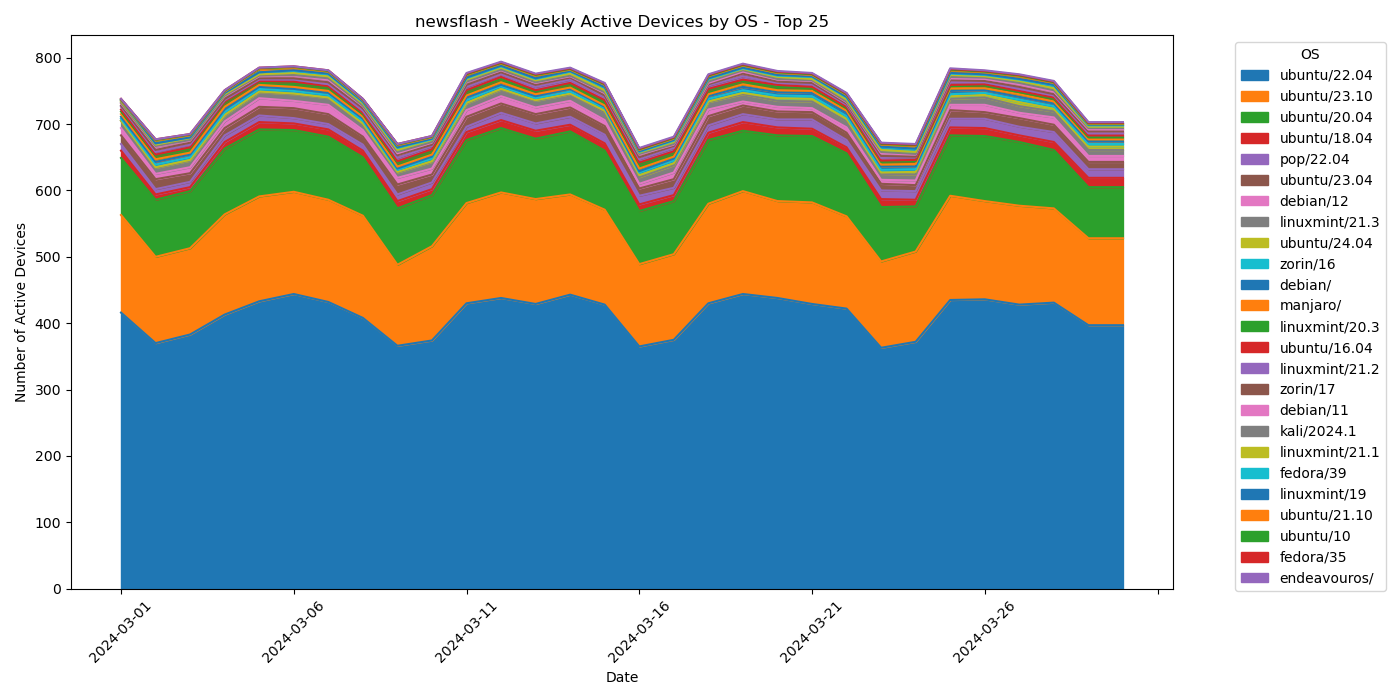 newsflash - Weekly Active Devices by OS - Top 25
Number of Active Devices
800
700
600
500
400
300
200
100
0
2024-03-01
2024-03-06
2024-03-11
2024-03-16
2024-03-21
2024-03-26
Date
OS
ubuntu/22.04
ubuntu/23.10
ubuntu/20.04
ubuntu/18.04
pop/22.04
ubuntu/23.04
debian/12
linuxmint/21.3
ubuntu/24.04
zorin/16
debian/
manjaro/
linuxmint/20.3
ubuntu/16.04
linuxmint/21.2
zorin/17
debian/11
kali/2024.1
linuxmint/21.1
fedora/39
linuxmint/19
ubuntu/21.10
ubuntu/10
fedora/35
endeavouros/